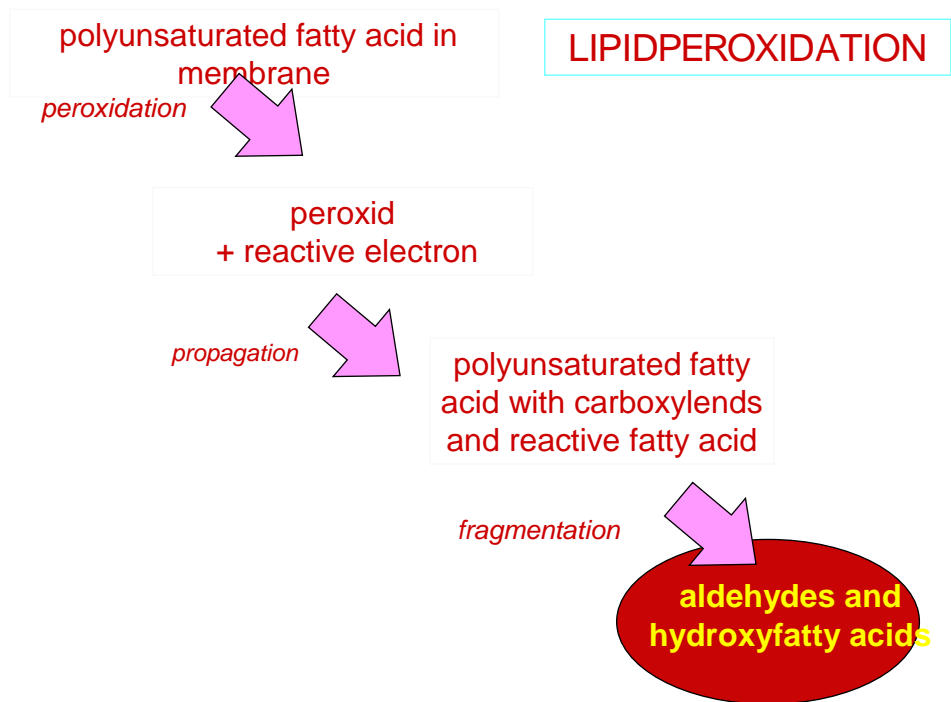 polyunsaturated fatty acid in
membrane
LIPIDPEROXIDATION
peroxidation
peroxid
+ reactive electron
propagation
polyunsaturated fatty
acid with carboxylends
and reactive fatty acid
fragmentation
aldehydes and
hydroxyfatty acids